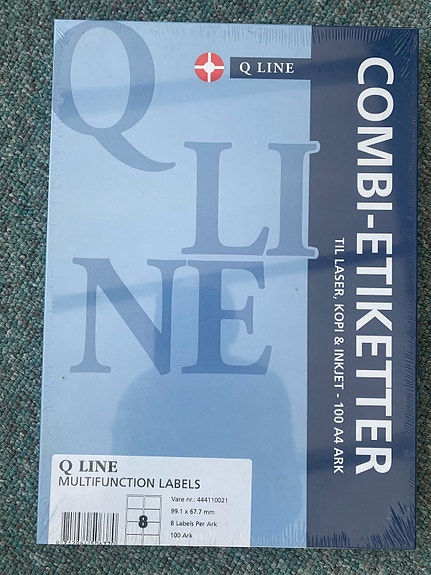 Q LINE
Q
LI
NE
COMBI-ETIKETTER
TIL LASER, KOPI & INKJET - 100 A4 ARK
Q LINE
MULTIFUNCTION LABELS
Vare nr.: 444110021
99.1 x 67.7 mm
8
8 Labels Per Ark
100 Ark